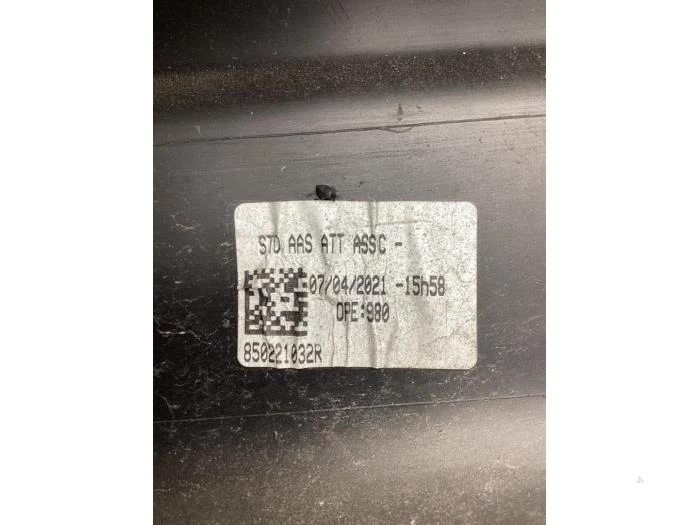 STD AAS ATT ASSC -
07/04/2021 -15h58
OPE:980
850221032R